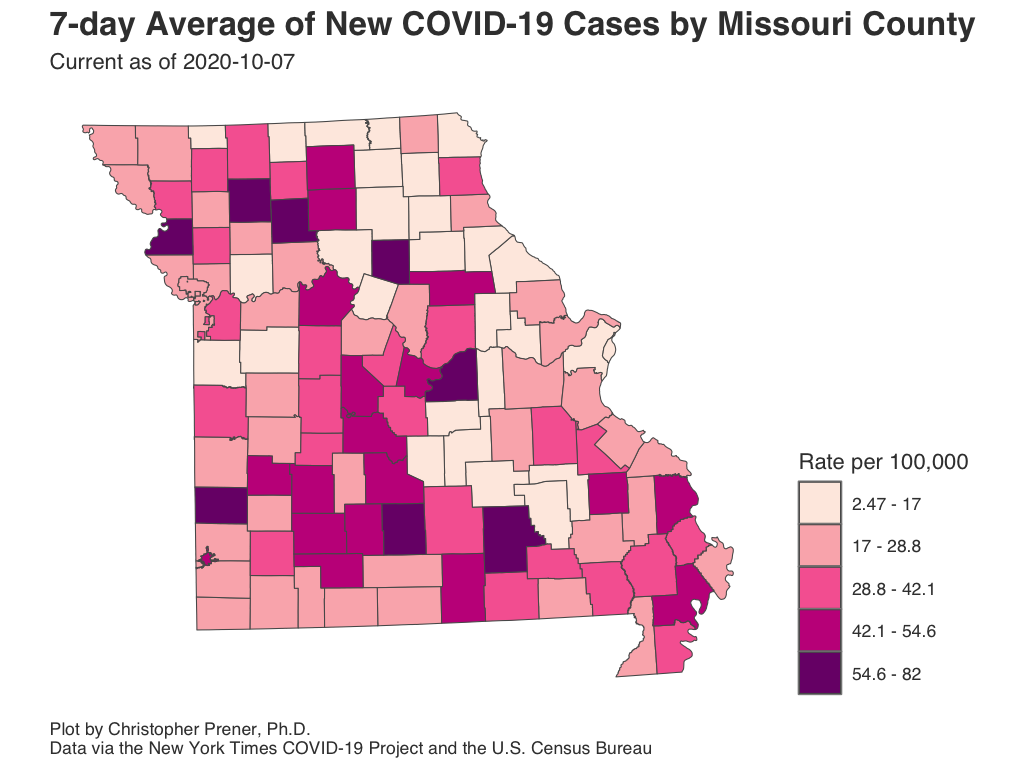 7-day Average of New COVID-19 Cases by Missouri County
Current as of 2020-10-07
Rate per 100,000
2.47 - 17
17 - 28.8
28.8 - 42.1
42.1 - 54.6
54.6 - 82
Plot by Christopher Prener, Ph.D.
Data via the New York Times COVID-19 Project and the U.S. Census Bureau